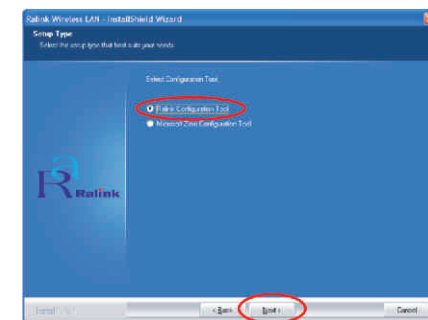 Ralink Wireless LAN - InstallShield Wizard
Setup Type
Select the setup type that best suits your needs.
Select Configuration Tool
Ralink Configuration Tool
Microsoft Zero Configuration Tool
Ralink
InstallShield
< Back
Next >
Cancel